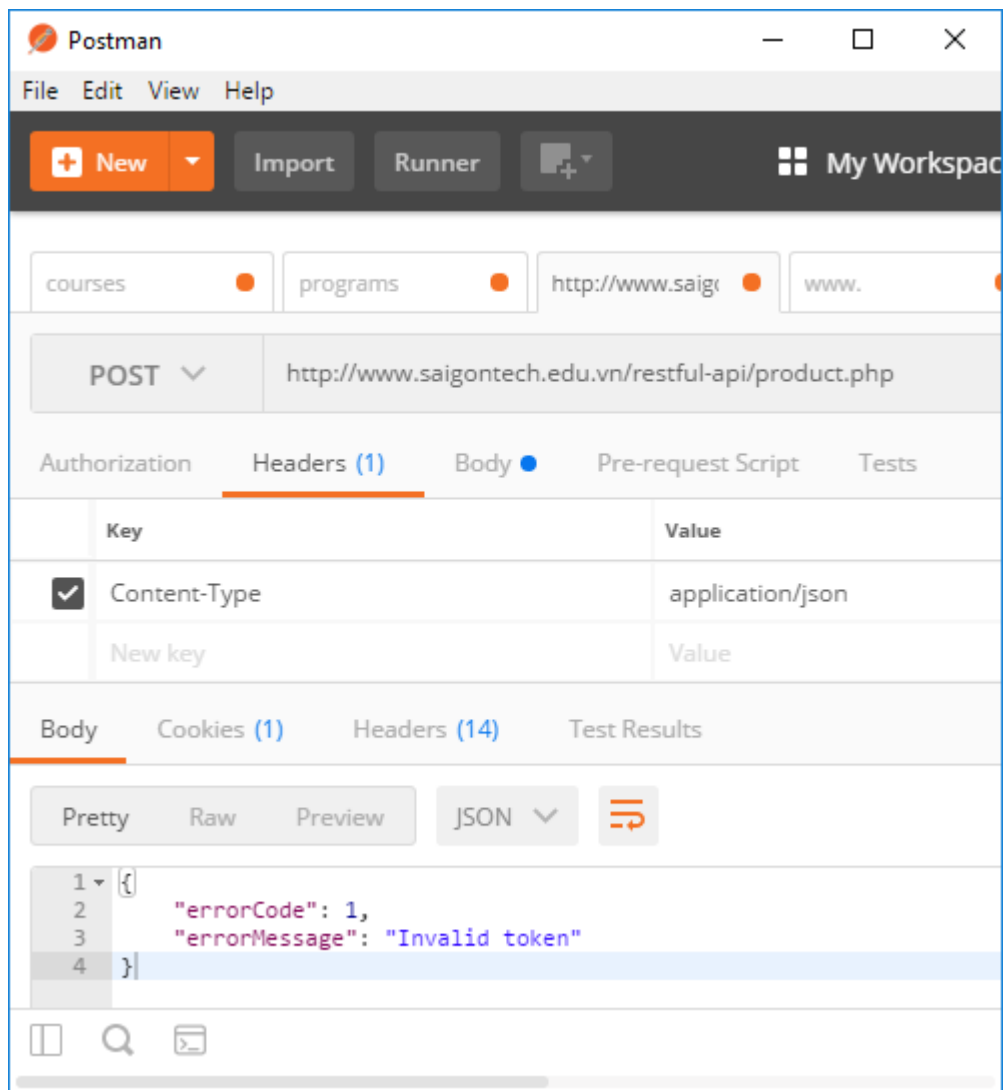 Postman
File Edit View Help
New Import Runner My Workspac
courses programs http://www.saig www.
POST http://www.saigontech.edu.vn/restful-api/product.php
Authorization Headers (1) Body Pre-request Script Tests
Key Value
Content-Type application/json
New key Value
Body Cookies (1) Headers (14) Test Results
Pretty Raw Preview JSON
1 {
2 "errorCode": 1,
3 "errorMessage": "Invalid token"
4 }